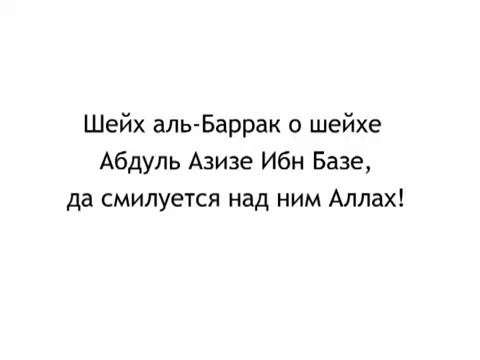 Шейх аль-Баррак о шейхе
Абдуль Азизе Ибн Базе,
да смилуется над ним Аллах!